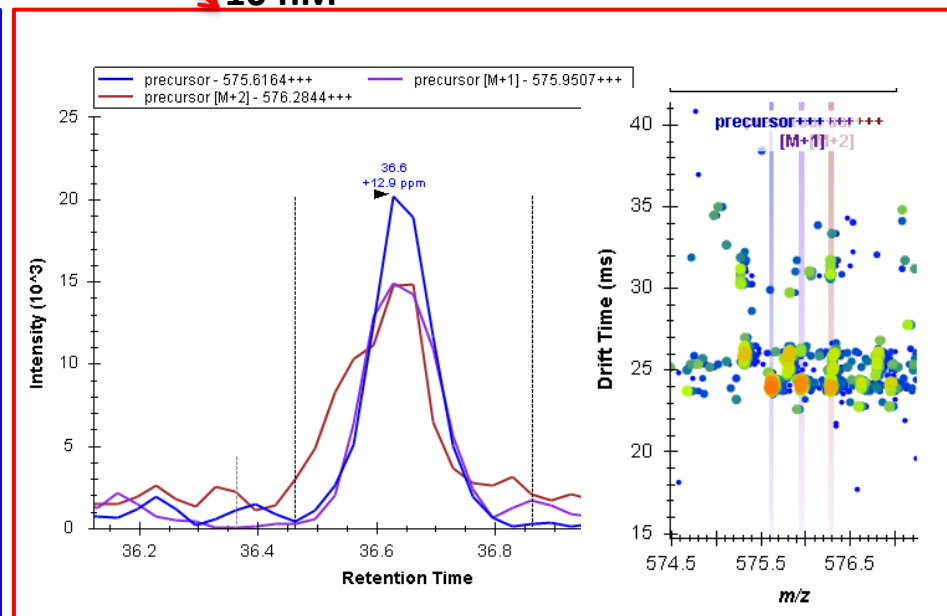 precursor - 575.6164+++
precursor [M+1] - 575.9507+++
precursor [M+2] - 576.2844+++
25
20
15
10
5
0
Intensity (10^3)
36.6
+12.9 ppm
36.2
36.4
36.6
36.8
Retention Time
40
35
30
25
20
15
Drift Time (ms)
precursor+++
[M+1]
574.5
575.5
576.5
m/z